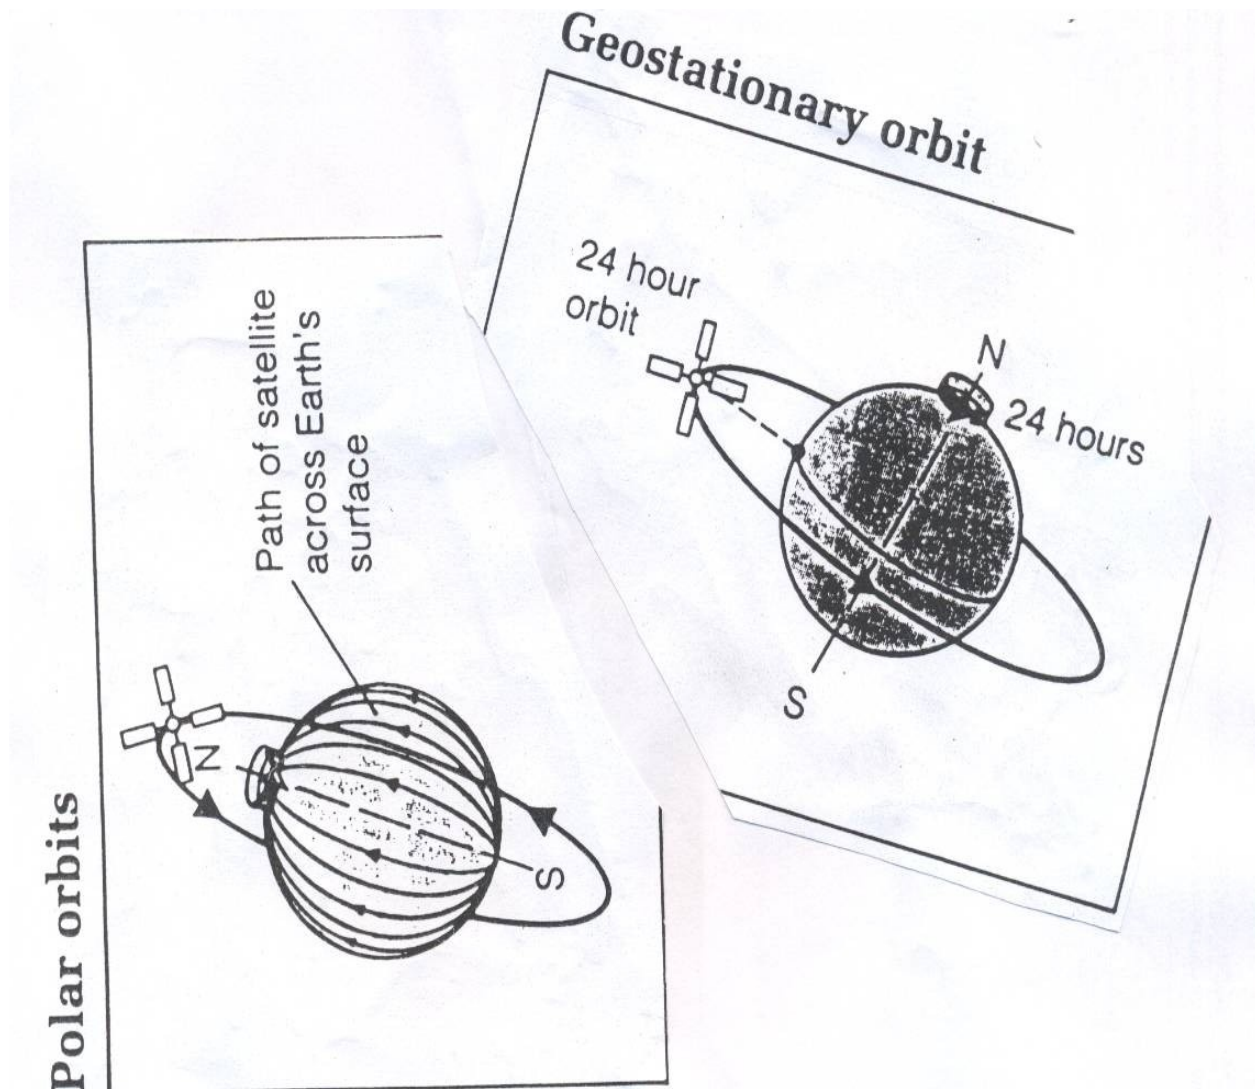 Geostationary orbit
24 hour
orbit
N
24 hours
S
Polar orbits
Path of satellite
across Earth's
surface
N
S